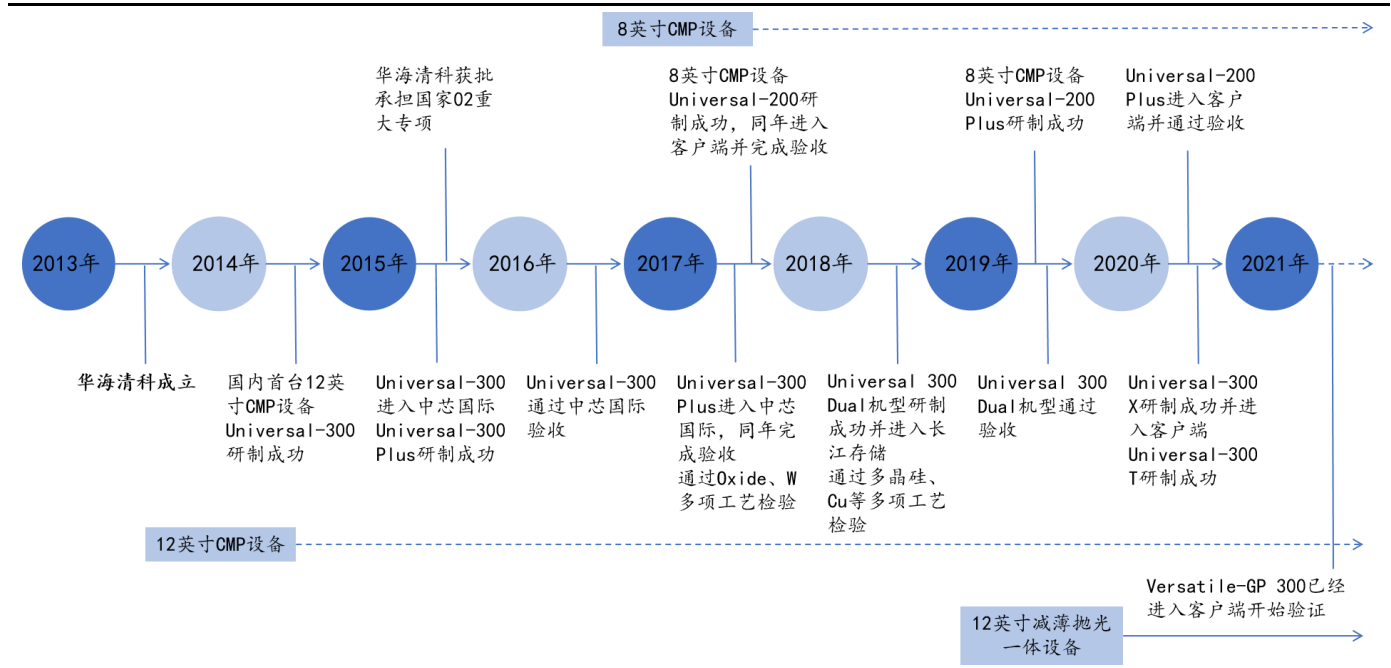 8英寸CMP设备
华海清科获批
承担国家02重
大专项
8英寸CMP设备
Universal-200研
制成功，同年进入
客户端并完成验收
8英寸CMP设备
Universal-200
Plus研制成功
Universal-200
Plus进入客户
端并通过验收
2013年
2014年
2015年
2016年
2017年
2018年
2019年
2020年
2021年
华海清科成立
国内首台12英
寸CMP设备
Universal-300
研制成功
Universal-300
进入中芯国际
Universal-300
Plus研制成功
Universal-300
通过中芯国际
验收
Universal-300
Plus进入中芯
国际，同年完
成验收
通过Oxide、W
多项工艺检验
Universal 300
Dual机型研制
成功并进入长
江存储
通过多晶硅、
Cu等多项工艺
检验
Universal 300
Dual机型通过
验收
Universal-300
X研制成功并进
入客户端
Universal-300
T研制成功
12英寸CMP设备
Versatile-GP 300已经
进入客户端开始验证
12英寸减薄抛光
一体设备